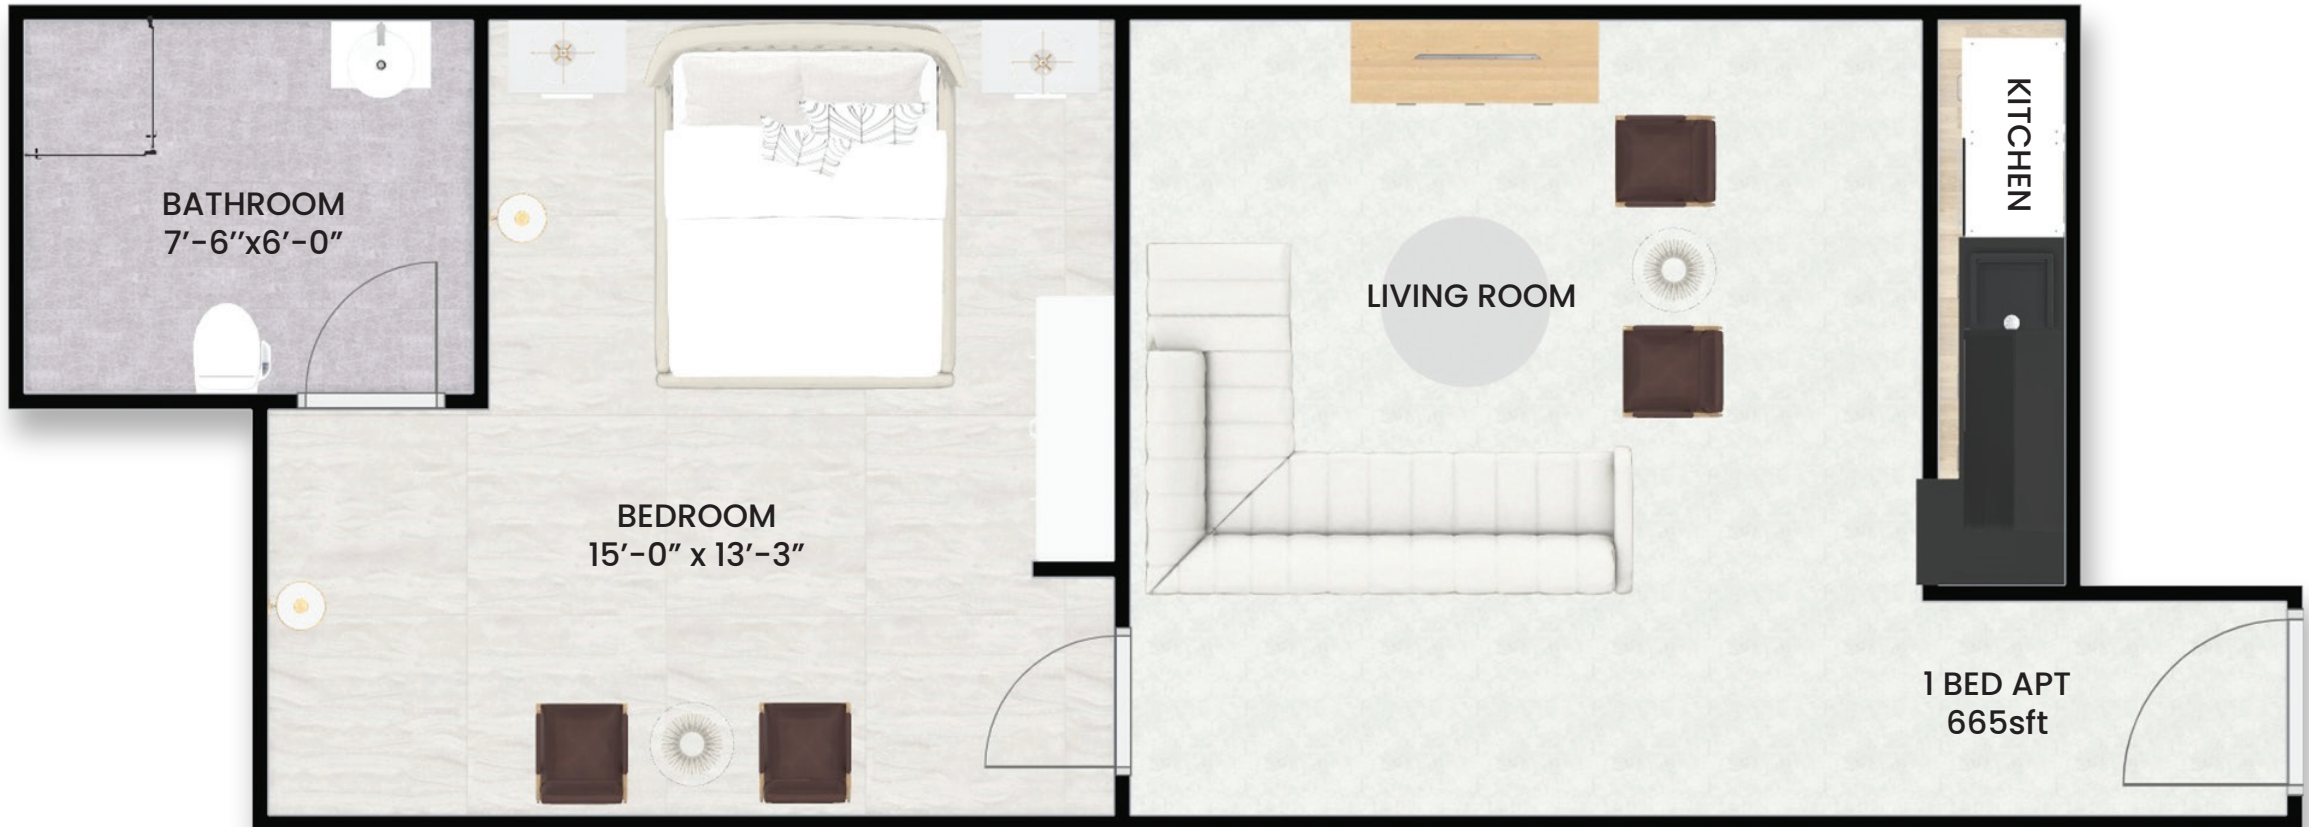 BATHROOM
7’-6’’x6’-0”
BEDROOM
15’-0” x 13’-3”
LIVING ROOM
KITCHEN
1 BED APT
665sft